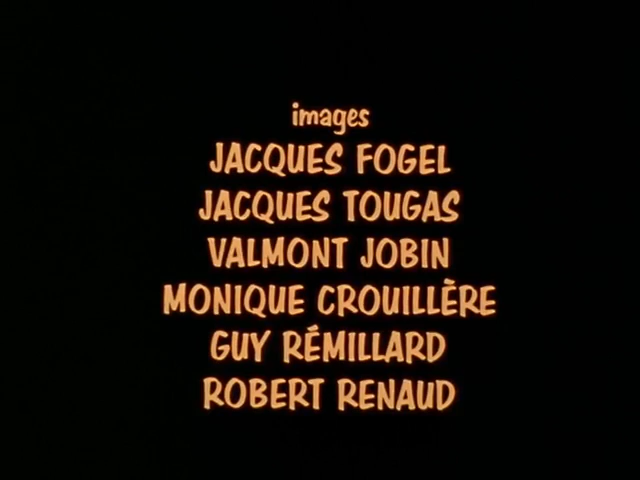 images
JACQUES FOGEL
JACQUES TOUGAS
VALMONT JOBIN
MONIQUE CROUILLÈRE
GUY RÉMILLARD
ROBERT RENAUD